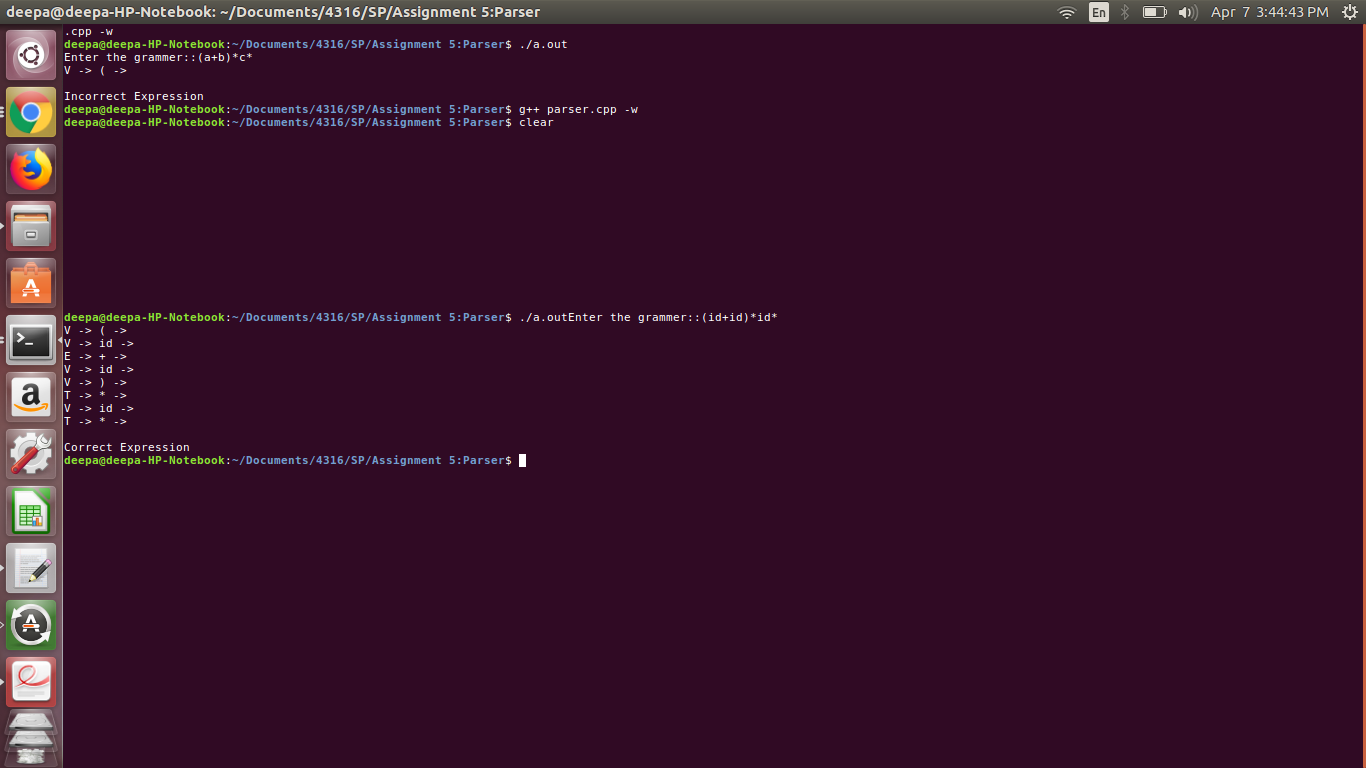 deepa@deepa-HP-Notebook: ~/Documents/4316/SP/Assignment 5:Parser
En
Apr 7 3:44:43 PM
.cpp -w
deepa@deepa-HP-Notebook:~/Documents/4316/SP/Assignment 5:Parser$ ./a.out
Enter the grammer::(a+b)*c*
V -> ( ->
Incorrect Expression
deepa@deepa-HP-Notebook:~/Documents/4316/SP/Assignment 5:Parser$ g++ parser.cpp -w
deepa@deepa-HP-Notebook:~/Documents/4316/SP/Assignment 5:Parser$ clear
deepa@deepa-HP-Notebook:~/Documents/4316/SP/Assignment 5:Parser$ ./a.outEnter the grammer::(id+id)*id*
V -> ( ->
V -> id ->
E -> + ->
V -> id ->
V -> ) ->
T -> * ->
V -> id ->
T -> * ->
Correct Expression
deepa@deepa-HP-Notebook:~/Documents/4316/SP/Assignment 5:Parser$